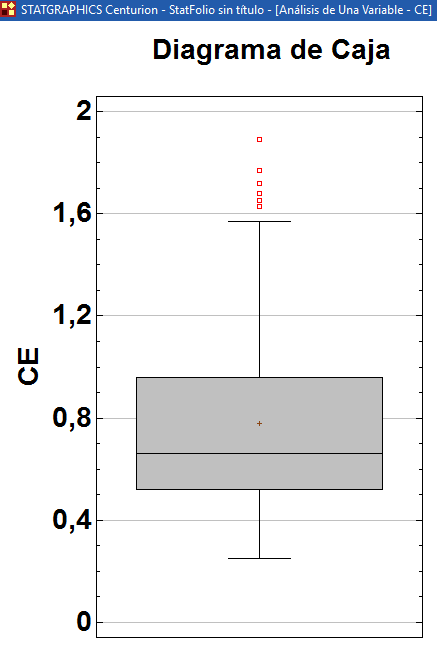 STATGRAPHICS Centurion - StatFolio sin título - [Análisis de Una Variable - CE]
Diagrama de Caja
2
1,6
1,2
CE
0,8
0,4
0